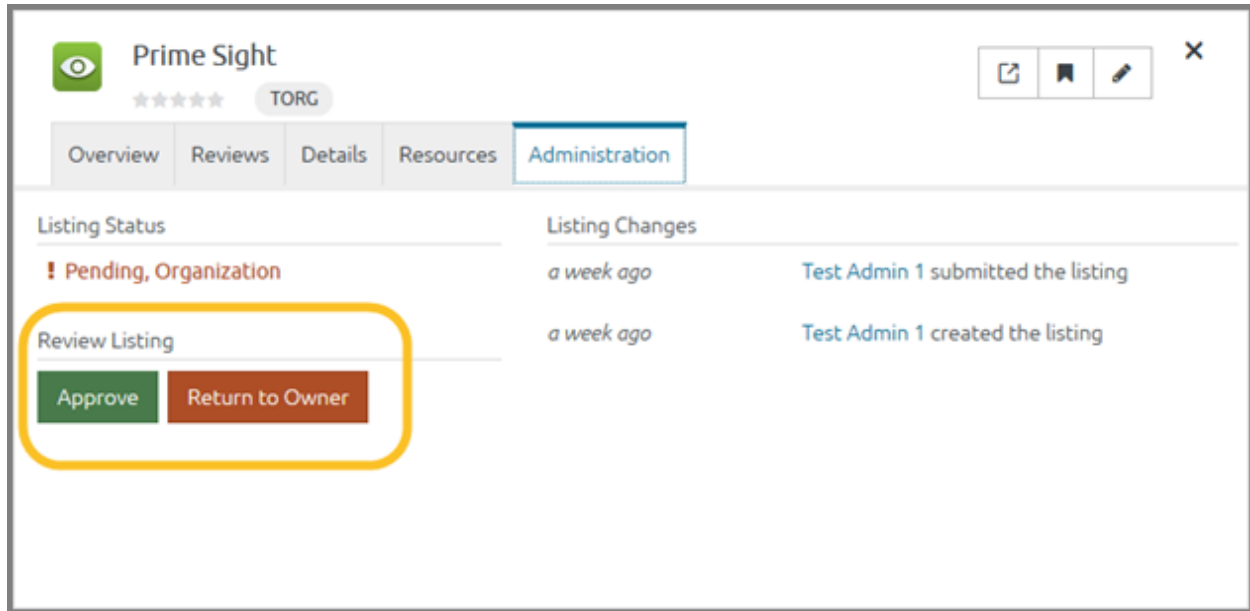 Prime Sight
TORG
Overview Reviews Details Resources Administration
Listing Status
! Pending, Organization
Review Listing
Approve Return to Owner
Listing Changes
a week ago Test Admin 1 submitted the listing
a week ago Test Admin 1 created the listing